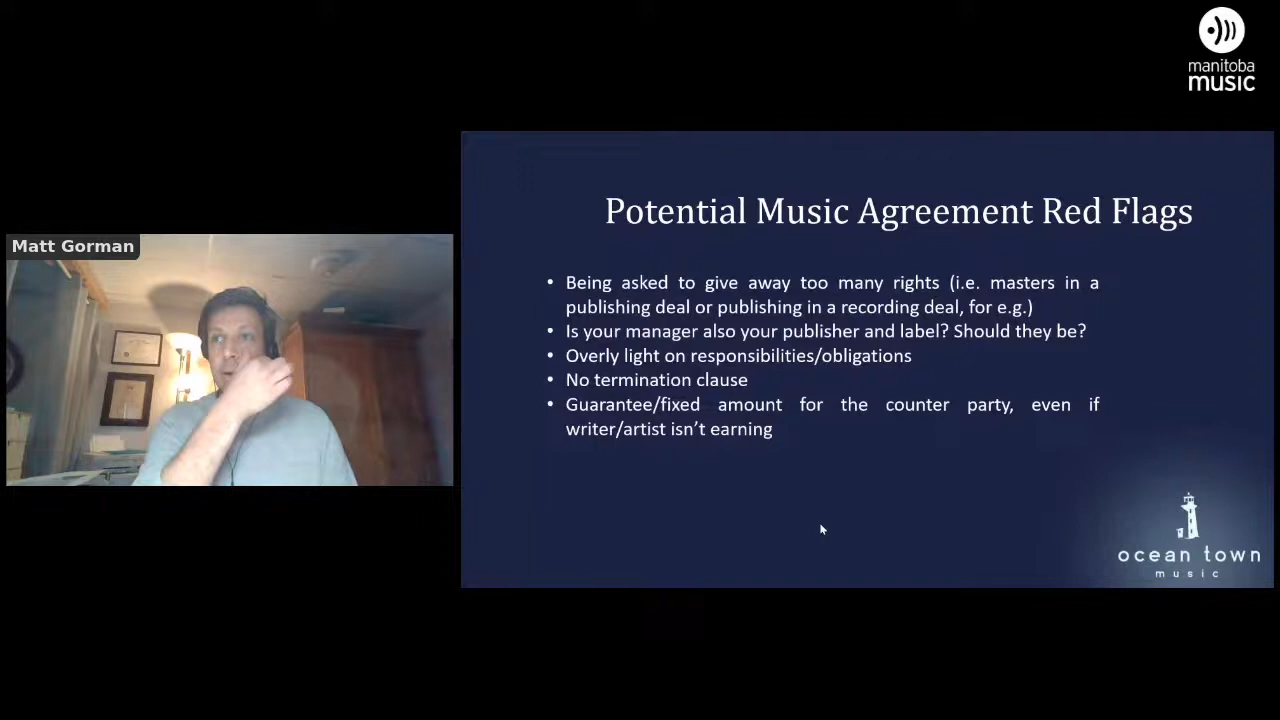 manitoba
music
Matt Gorman
Potential Music Agreement Red Flags
• Being asked to give away too many rights (i.e. masters in a
publishing deal or publishing in a recording deal, for e.g.)
• Is your manager also your publisher and label? Should they be?
• Overly light on responsibilities/obligations
• No termination clause
• Guarantee/fixed amount for the counter party, even if
writer/artist isn’t earning
ocean town
music